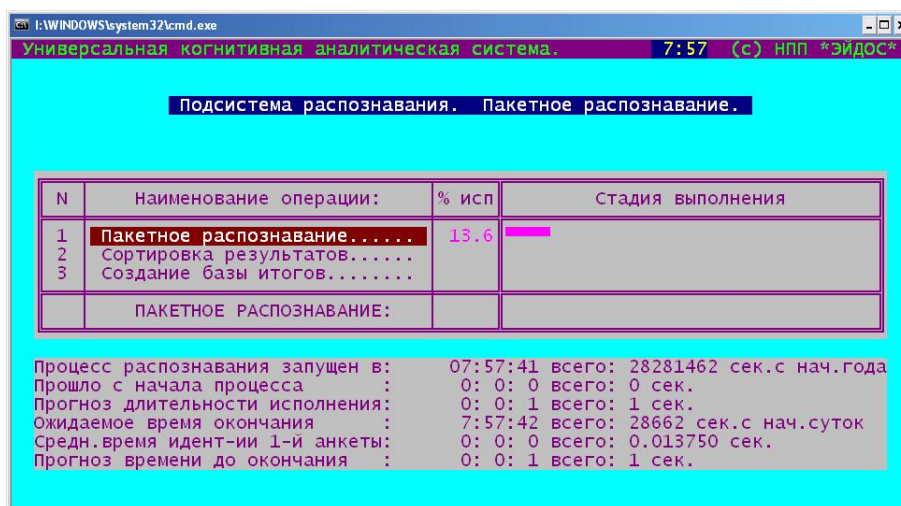 I:\WINDOWS\system32\cmd.exe
Универсальная когнитивная аналитическая система. 7:57 (с) НПП *ЭЙДОС*
Подсистема распознавания. Пакетное распознавание.
N Наименование операции: % исп Стадия выполнения
1 Пакетное распознавание...... 13.6
2 Сортировка результатов......
3 Создание базы итогов........
ПАКЕТНОЕ РАСПОЗНАВАНИЕ:
Процесс распознавания запущен в: 07:57:41 всего: 28281462 сек.с нач.года
Прошло с начала процесса : 0: 0: 0 всего: 0 сек.
Прогноз длительности исполнения: 0: 0: 1 всего: 1 сек.
Ожидаемое время окончания : 7:57:42 всего: 28662 сек.с нач.суток
Средн.время идент-ии 1-й анкеты: 0: 0: 0 всего: 0.013750 сек.
Прогноз времени до окончания : 0: 0: 1 всего: 1 сек.